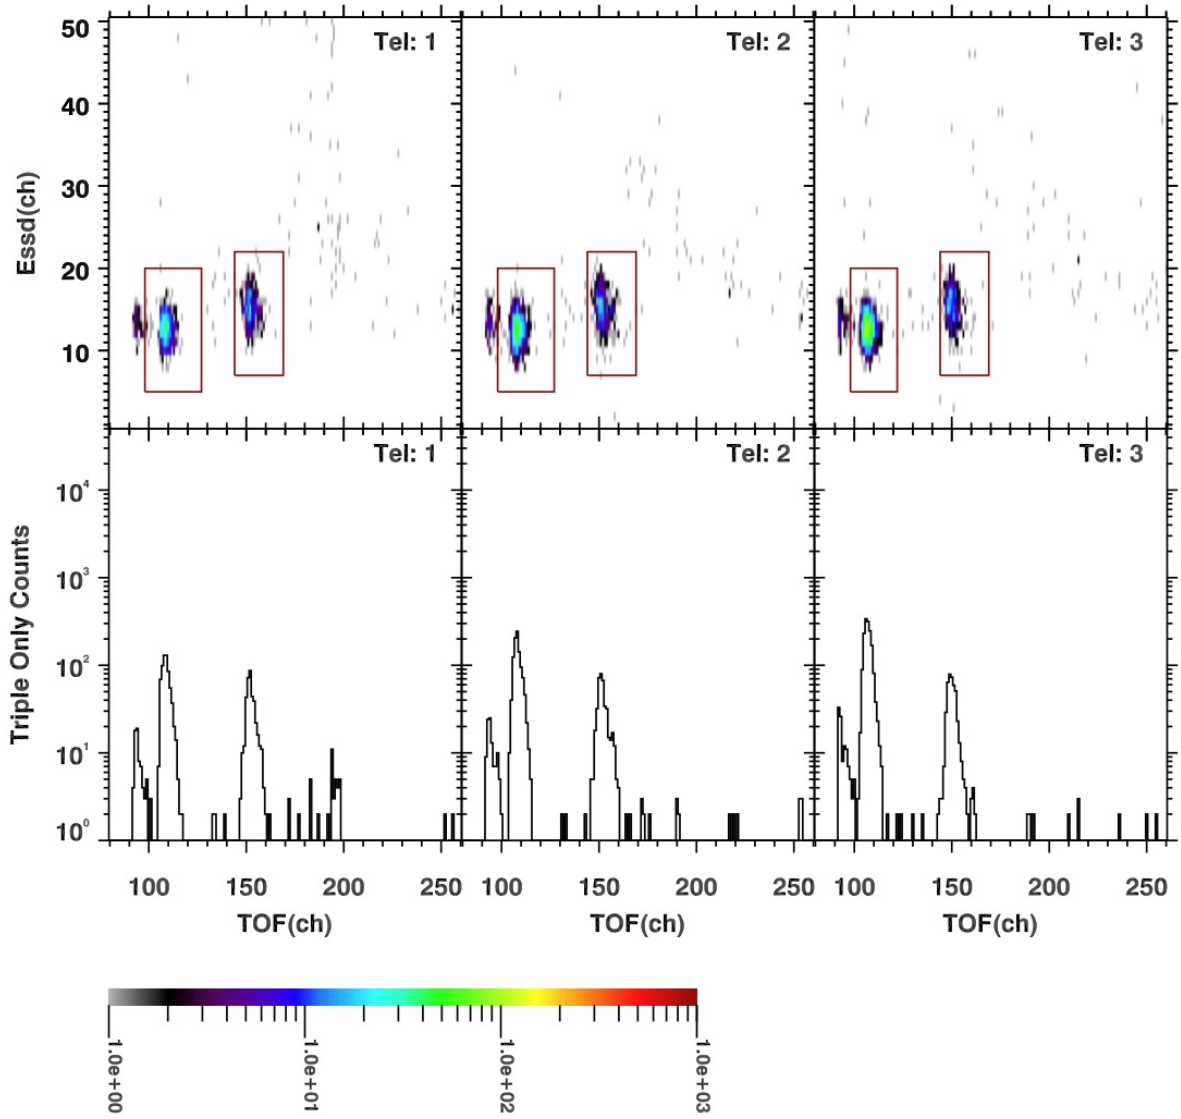 Tel: 1
Tel: 2
Tel: 3
50
40
30
20
10
Essd(ch)
Tel: 1
Tel: 2
Tel: 3
10⁴
10³
10²
10¹
10⁰
Triple Only Counts
100 150 200 250
100 150 200 250
100 150 200 250
TOF(ch)
TOF(ch)
TOF(ch)
1.0e+00
1.0e+01
1.0e+02
1.0e+03